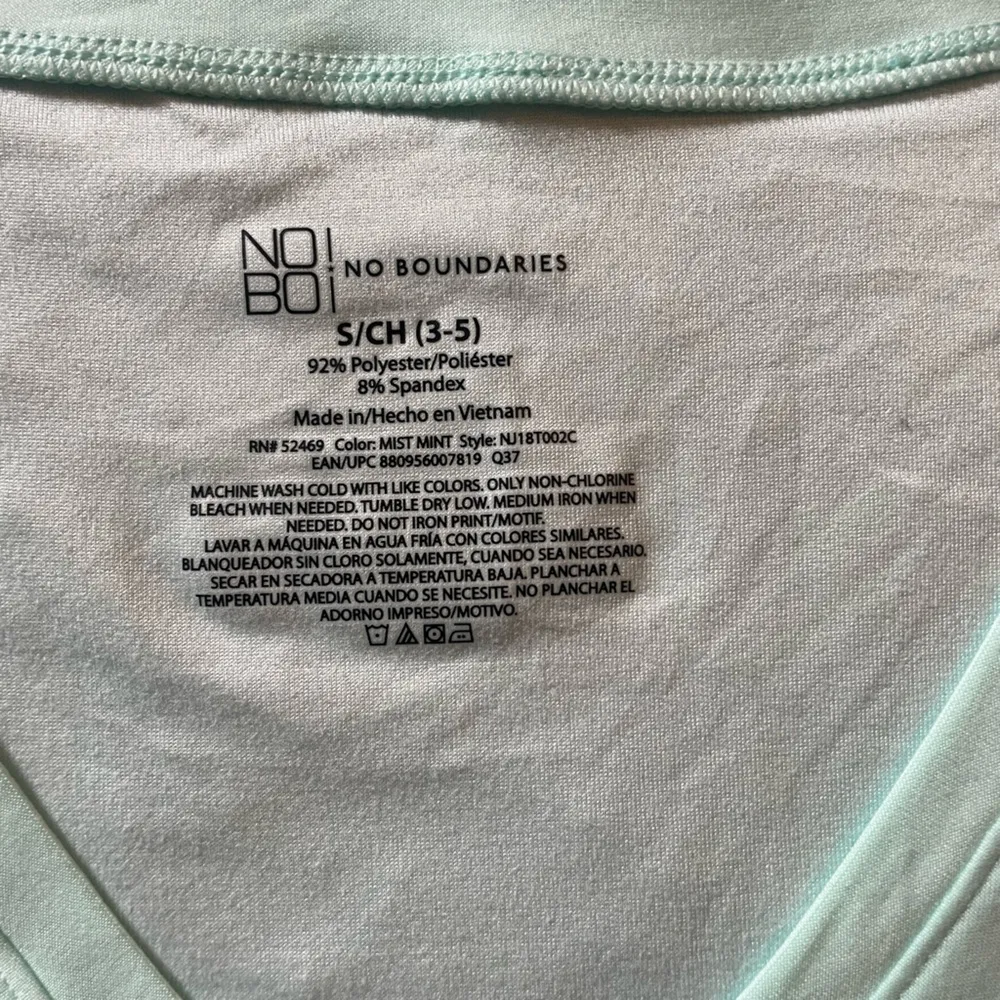 NO!
BOi
NO BOUNDARIES
S/CH (3-5)
92% Polyester/Poliéster
8% Spandex
Made in/Hecho en Vietnam
RN# 52469 Color: MIST MINT Style: NJ18T002C
EAN/UPC 880956007819 Q37
MACHINE WASH COLD WITH LIKE COLORS. ONLY NON-CHLORINE
BLEACH WHEN NEEDED. TUMBLE DRY LOW. MEDIUM IRON WHEN
NEEDED. DO NOT IRON PRINT/MOTIF.
LAVAR A MÁQUINA EN AGUA FRÍA CON COLORES SIMILARES.
BLANQUEADOR SIN CLORO SOLAMENTE, CUANDO SEA NECESARIO.
SECAR EN SECADORA A TEMPERATURA BAJA. PLANCHAR A
TEMPERATURA MEDIA CUANDO SE NECESITE. NO PLANCHAR EL
ADORNO IMPRESO/MOTIVO.